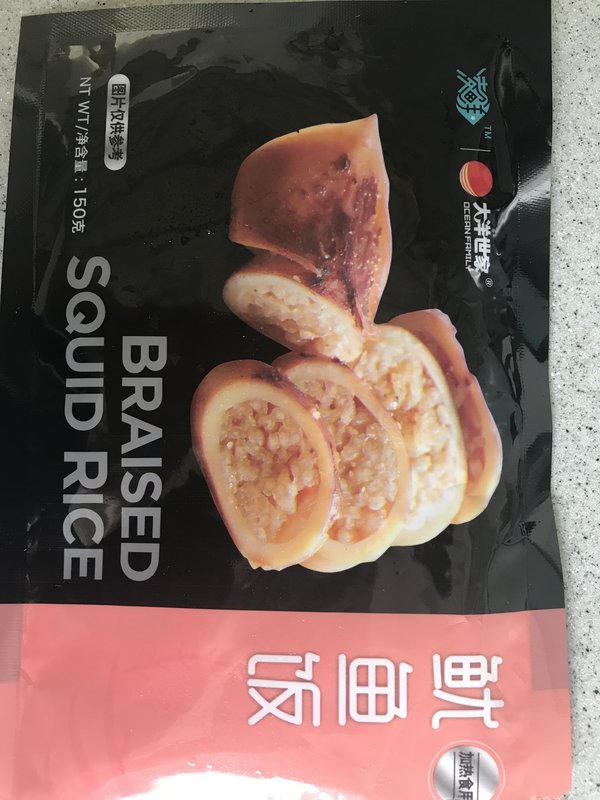 TM
大洋世家®
OCEAN FAMILY
加热食用
鱿鱼饭
BRAISED
SQUID RICE
图片仅供参考
NT WT/净含量：150克